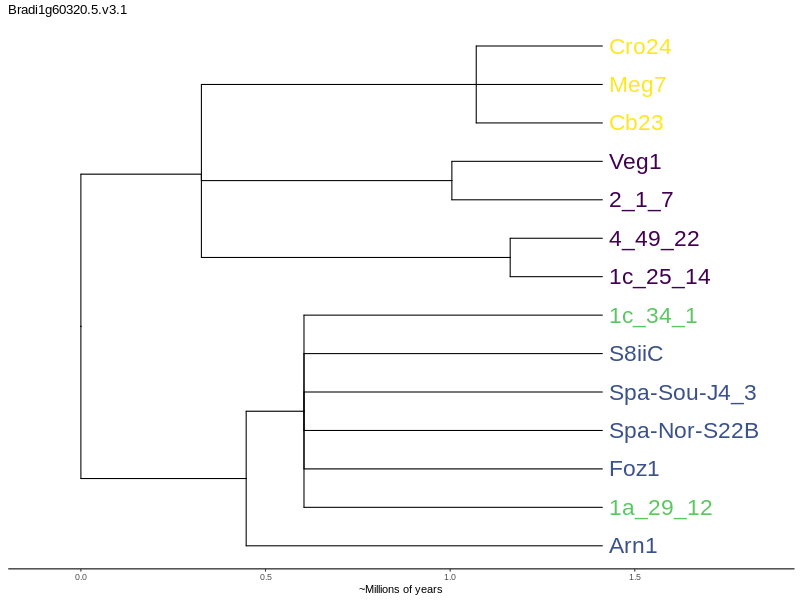 Bradi1g60320.5.v3.1
Cro24
Meg7
Cb23
Veg1
2_1_7
4_49_22
1c_25_14
1c_34_1
S8iiC
Spa-Sou-J4_3
Spa-Nor-S22B
Foz1
1a_29_12
Arn1
0.0 0.5 1.0 1.5
~Millions of years